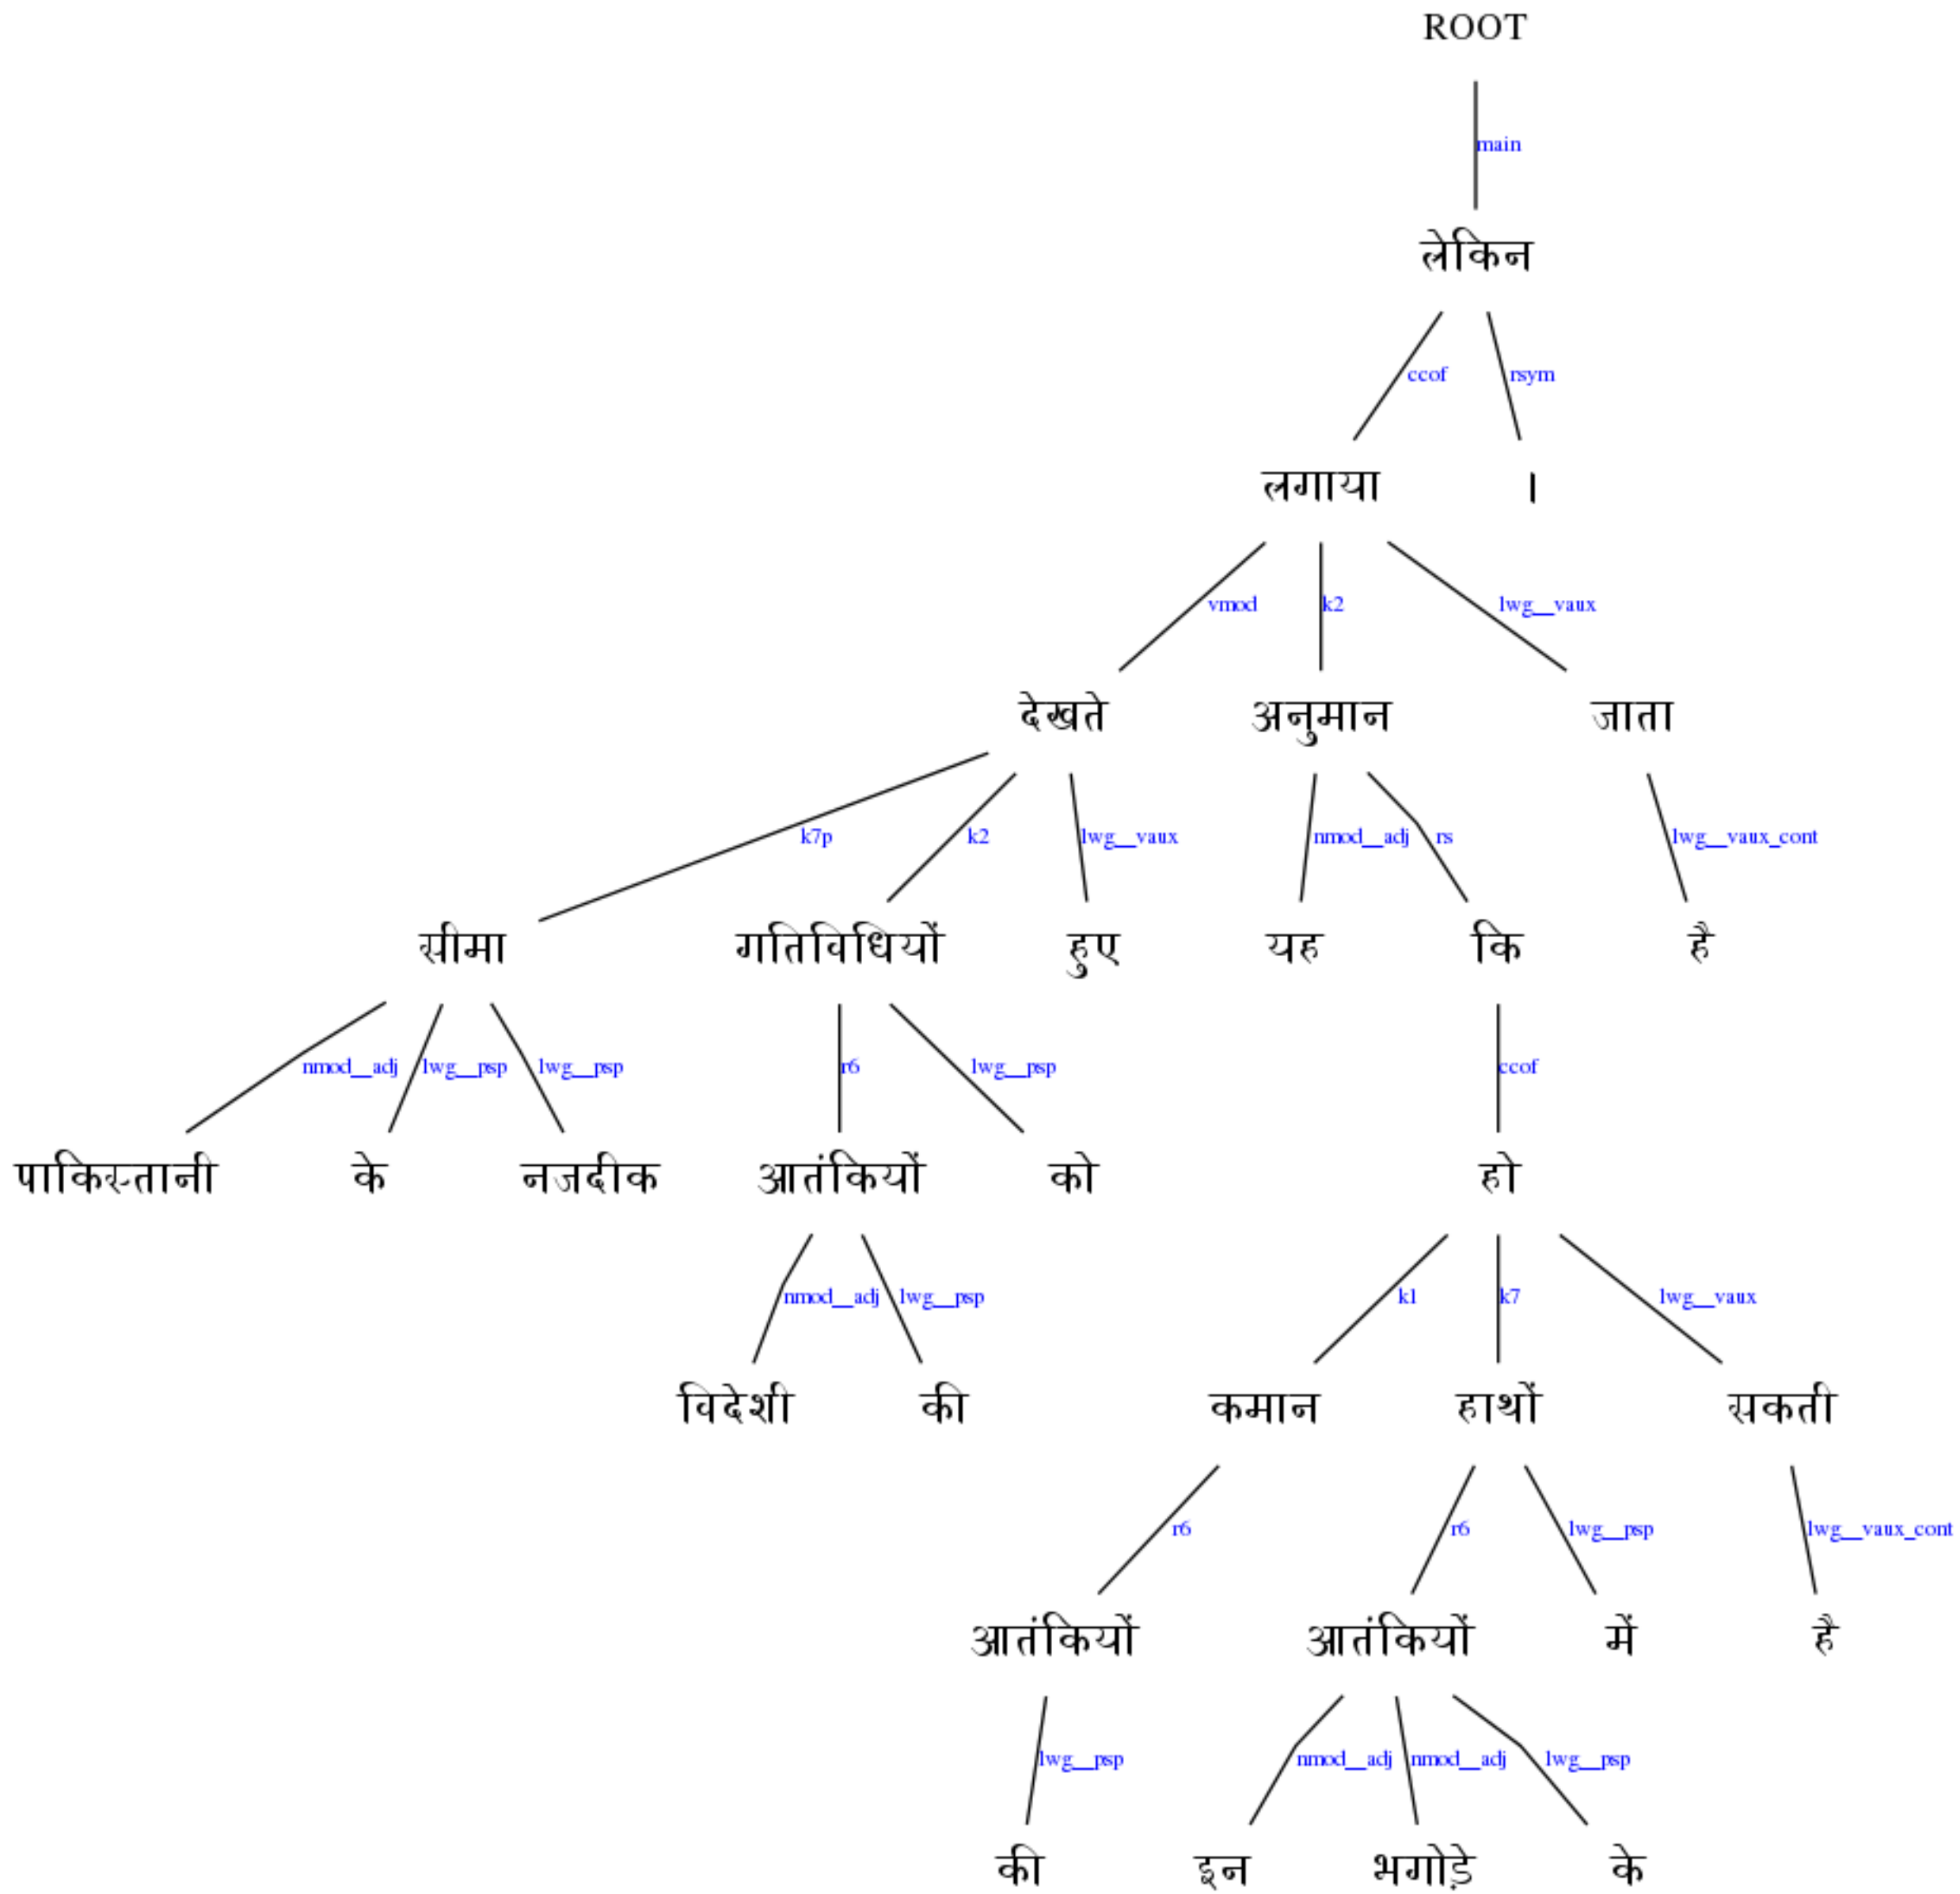 ROOT
main
लेकिन
ccof rsym
लगाया ।
vmod k2 lwg__vaux
देखते अनुमान जाता
k7p k2 lwg__vaux nmod__adj rs lwg__vaux_cont
सीमा गतिविधियों हुए यह कि है
nmod__adj lwg__psp lwg__psp r6 lwg__psp ccof
पाकिस्तानी के नजदीक आतंकियों को हो
nmod__adj lwg__psp k1 k7 lwg__vaux
विदेशी की कमान हाथों सकती
r6 r6 lwg__psp lwg__vaux_cont
आतंकियों आतंकियों में है
lwg__psp nmod__adj nmod__adj lwg__psp
की इन भगोड़े के